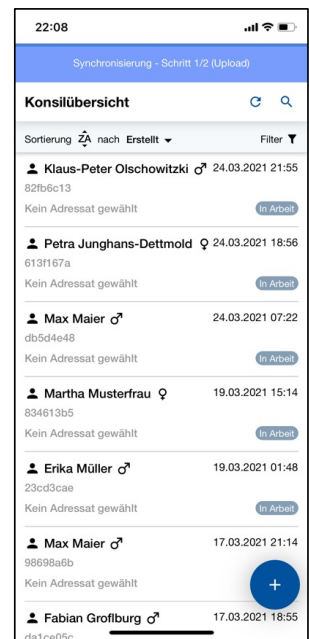 22:08
Synchronisierung - Schritt 1/2 (Upload)
Konsilübersicht
Sortierung ZA nach Erstellt Filter
Klaus-Peter Olschowitzki 24.03.2021 21:55
82fb6c13
Kein Adressat gewählt In Arbeit
Petra Junghans-Dettmold 24.03.2021 18:56
613f167a
Kein Adressat gewählt In Arbeit
Max Maier 24.03.2021 07:22
db5d4e48
Kein Adressat gewählt In Arbeit
Martha Musterfrau 19.03.2021 15:14
834613b5
Kein Adressat gewählt In Arbeit
Erika Müller 19.03.2021 01:48
23cd3cae
Kein Adressat gewählt In Arbeit
Max Maier 17.03.2021 21:14
98698a6b
Kein Adressat gewählt
Fabian Groflburg 17.03.2021 18:55
da1ce05c